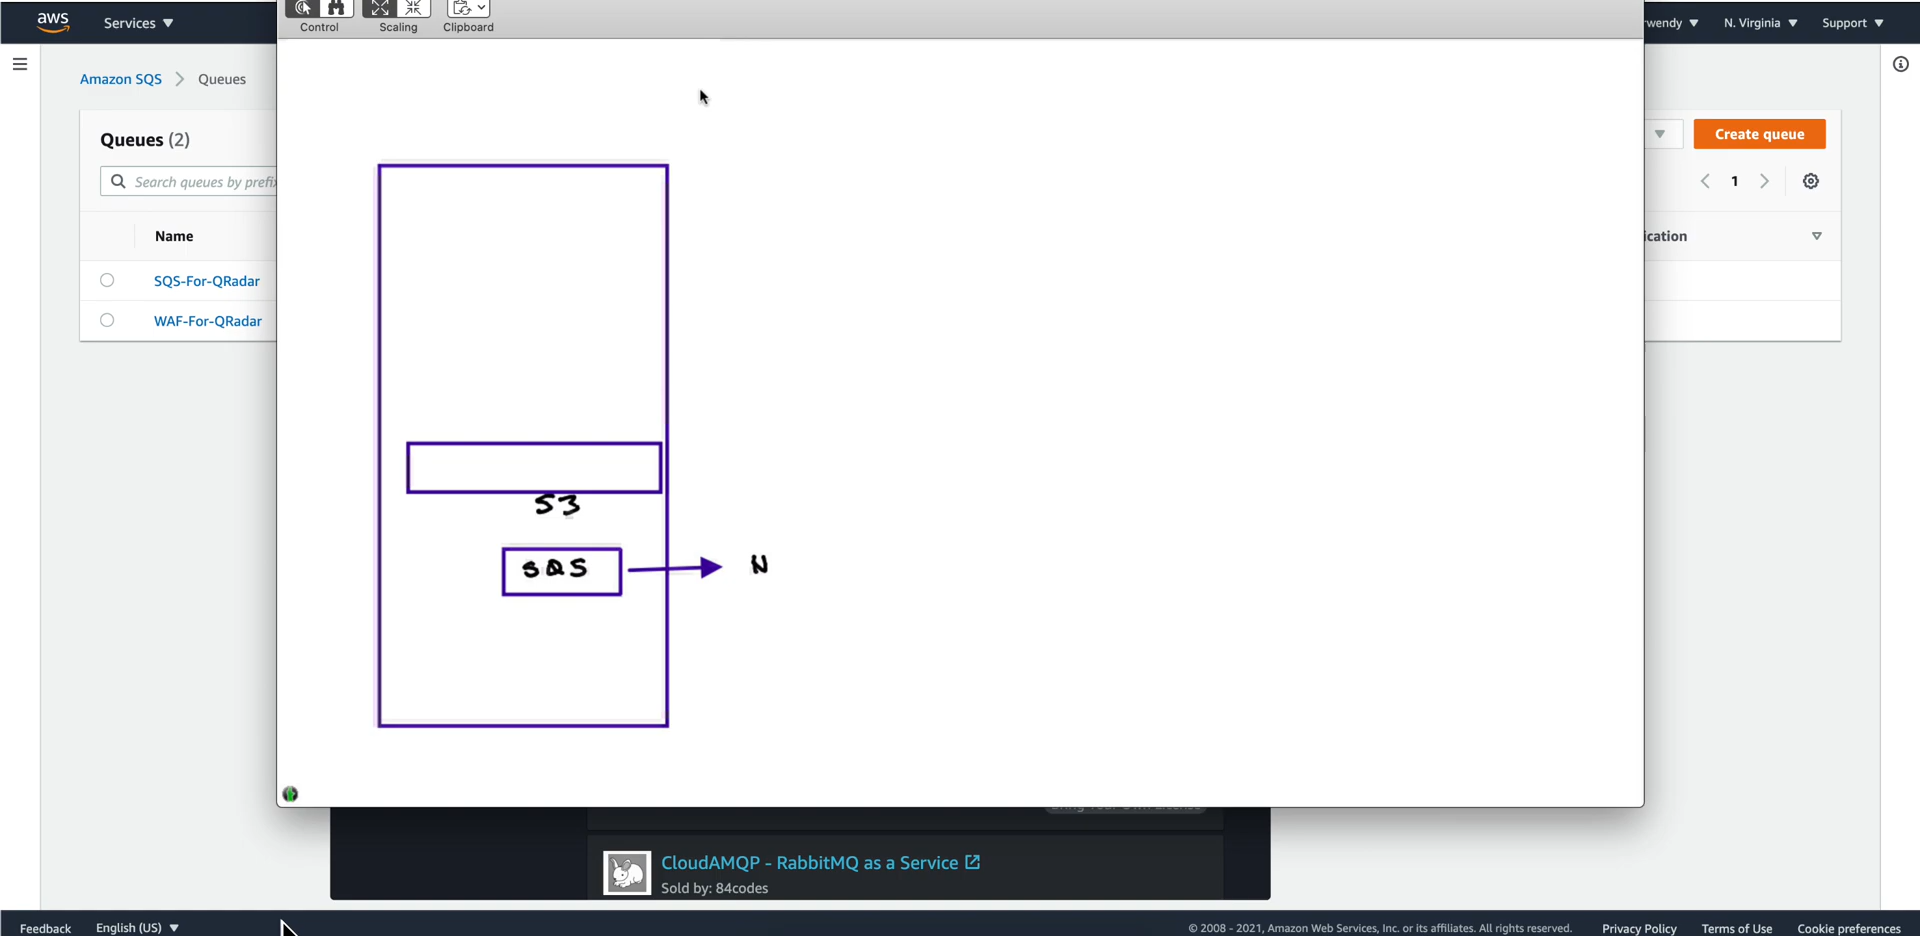 aws
Services
Control
Scaling
Clipboard
rwendy
N. Virginia
Support
Amazon SQS
Queues
Queues (2)
Create queue
Search queues by prefix
1
Name
ication
SQS-For-QRadar
WAF-For-QRadar
S3
SQS
N
CloudAMQP - RabbitMQ as a Service
Sold by: 84codes
Feedback
English (US)
© 2008 - 2021, Amazon Web Services, Inc. or its affiliates. All rights reserved.
Privacy Policy
Terms of Use
Cookie preferences